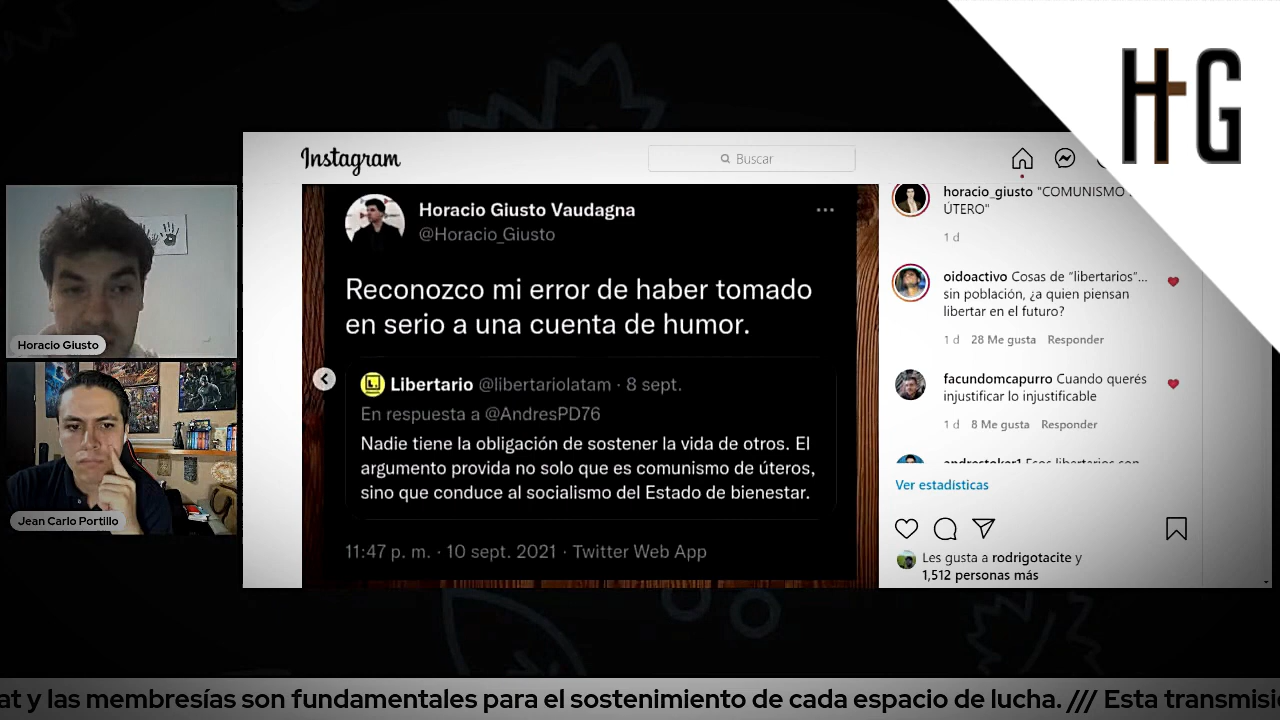 H+G
Instagram
Buscar
Horacio Giusto Vaudagna
@Horacio_Giusto
Reconozco mi error de haber tomado
en serio a una cuenta de humor.
Libertario @libertariolatam · 8 sept.
En respuesta a @AndresPD76
Nadie tiene la obligación de sostener la vida de otros. El
argumento provida no solo que es comunismo de úteros,
sino que conduce al socialismo del Estado de bienestar.
11:47 p. m. · 10 sept. 2021 · Twitter Web App
horacio_giusto "COMUNISMO
ÚTERO"
1 d
oidoactivo Cosas de “libertarios”...
sin población, ¿a quien piensan
libertar en el futuro?
1 d 28 Me gusta Responder
facundomcapurro Cuando querés
injustificar lo injustificable
1 d 8 Me gusta Responder
Ver estadísticas
Les gusta a rodrigotacite y
1,512 personas más
Horacio Giusto
Jean Carlo Portillo
at y las membresías son fundamentales para el sostenimiento de cada espacio de lucha. /// Esta transmisi